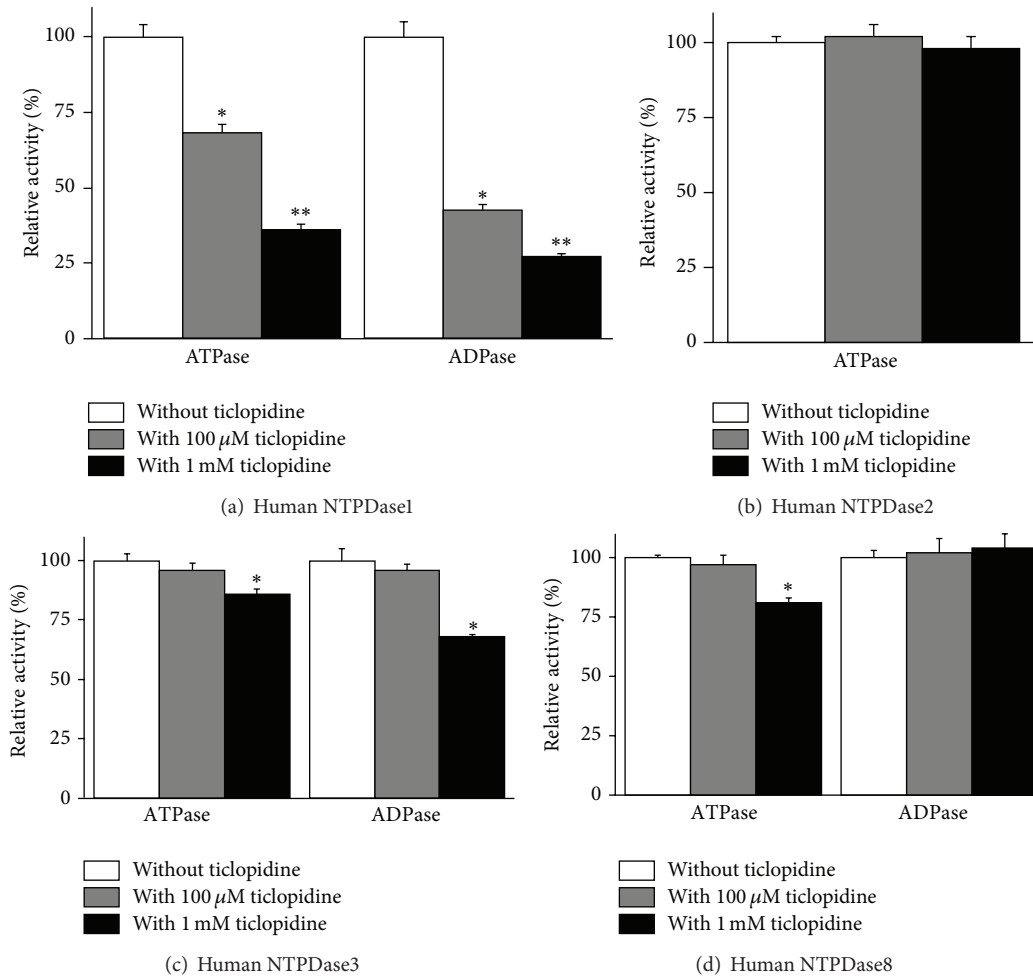 Relative activity (%)
100
75
50
25
0
*
**
*
**
ATPase
ADPase
Without ticlopidine
With 100 μM ticlopidine
With 1 mM ticlopidine
(a) Human NTPDase1
Relative activity (%)
100
75
50
25
0
ATPase
Without ticlopidine
With 100 μM ticlopidine
With 1 mM ticlopidine
(b) Human NTPDase2
Relative activity (%)
100
75
50
25
0
*
*
ATPase
ADPase
Without ticlopidine
With 100 μM ticlopidine
With 1 mM ticlopidine
(c) Human NTPDase3
Relative activity (%)
100
75
50
25
0
*
ATPase
ADPase
Without ticlopidine
With 100 μM ticlopidine
With 1 mM ticlopidine
(d) Human NTPDase8